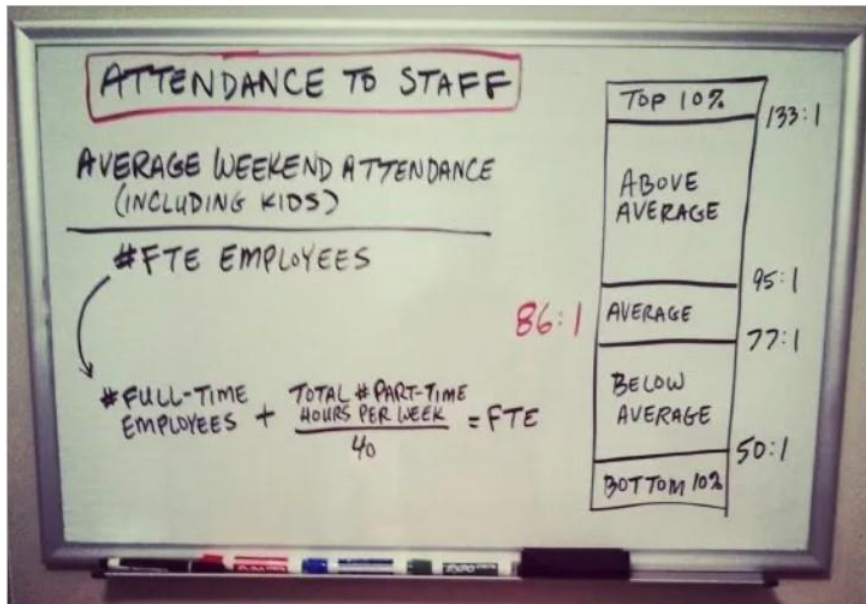 ATTENDANCE TO STAFF
AVERAGE WEEKEND ATTENDANCE
(INCLUDING KIDS)
#FTE EMPLOYEES
#FULL-TIME
EMPLOYEES
+
TOTAL #PART-TIME
HOURS PER WEEK
40
= FTE
TOP 10%
133:1
ABOVE
AVERAGE
95:1
86:1
AVERAGE
77:1
BELOW
AVERAGE
50:1
BOTTOM 10%